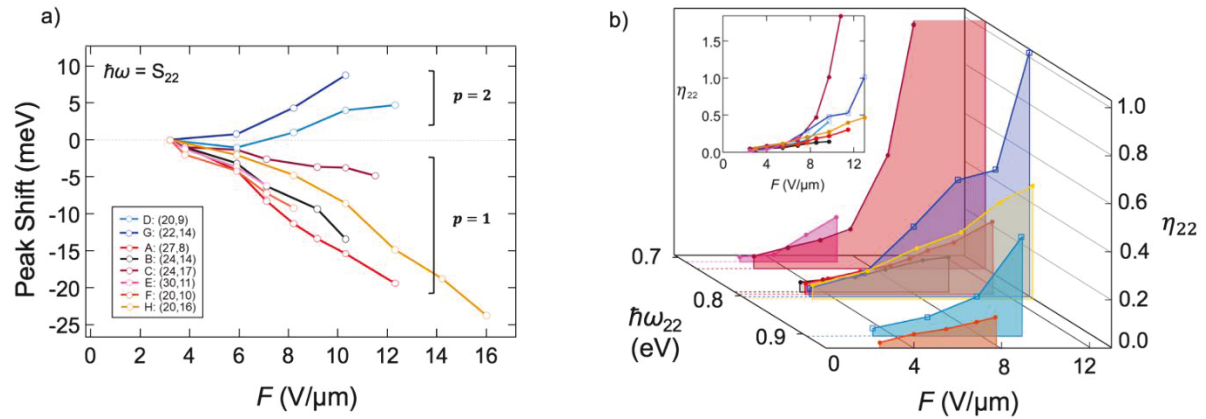 a)
ħω = S22
p = 2
p = 1
10
5
0
-5
-10
-15
-20
-25
Peak Shift (meV)
D: (20,9)
G: (22,14)
A: (27,8)
B: (24,14)
C: (24,17)
E: (30,11)
F: (20,10)
H: (20,16)
0 2 4 6 8 10 12 14 16
F (V/µm)
b)
1.5
1.0
0.5
0.0
η22
4 8 12
F (V/µm)
1.0
0.8
0.6
0.4
0.2
0.0
η22
0.7
0.8
0.9
ħω22
(eV)
0 4 8 12
F (V/µm)